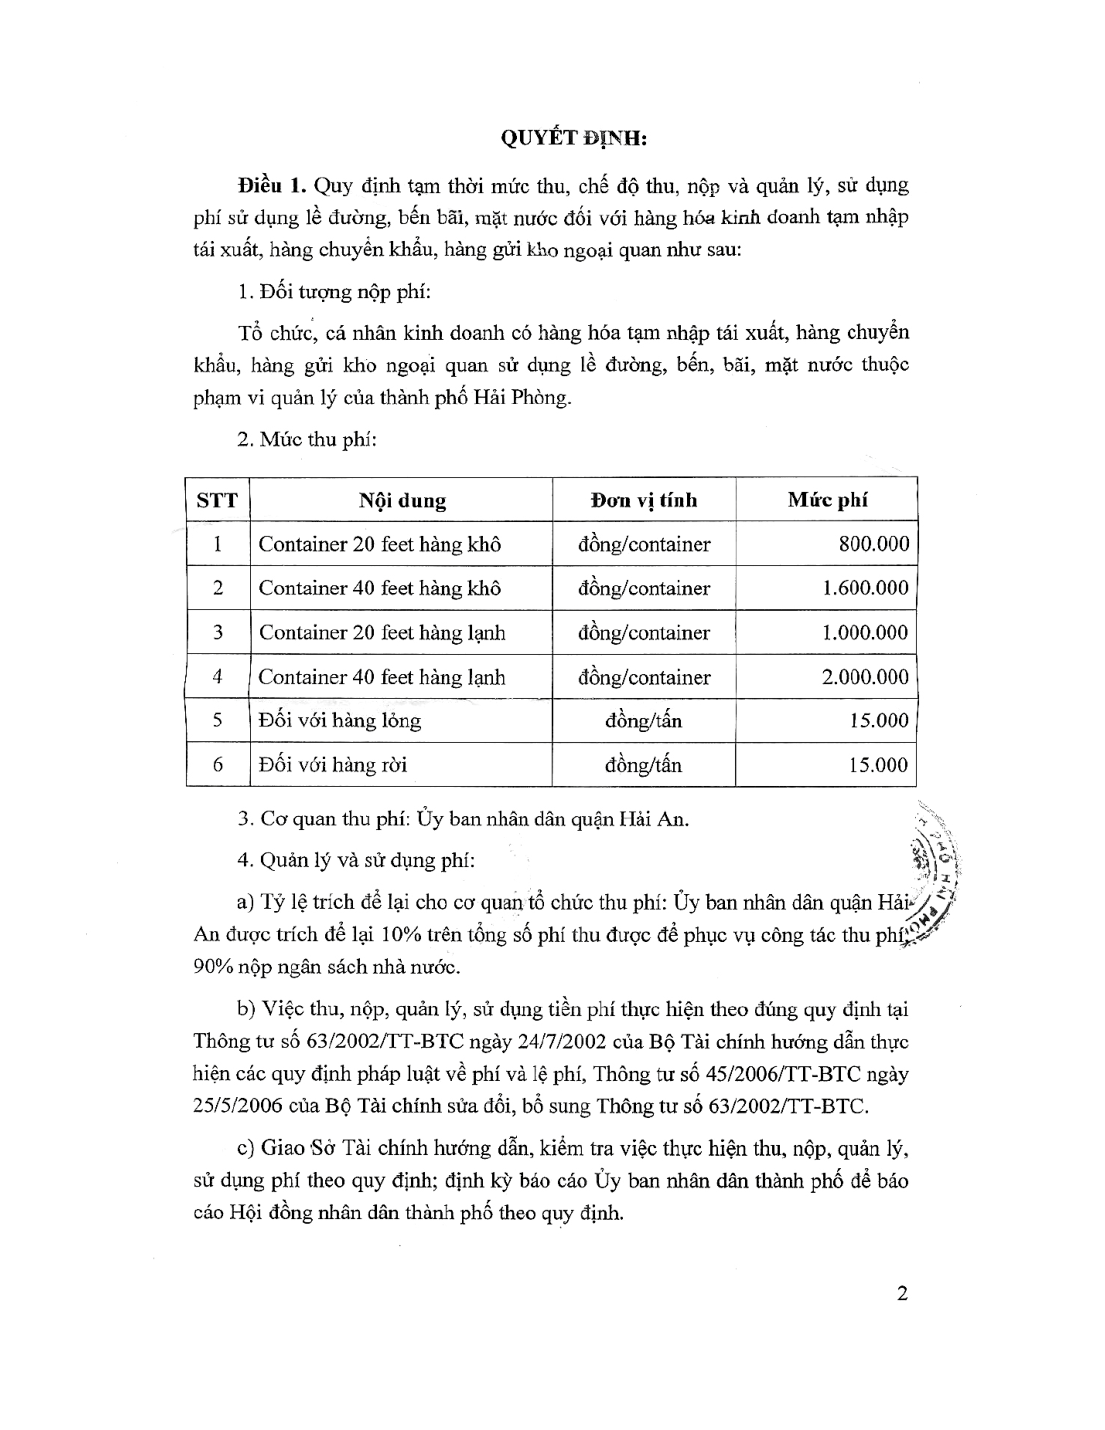 QUYẾT ĐỊNH:
Điều 1. Quy định tạm thời mức thu, chế độ thu, nộp và quản lý, sử dụng
phí sử dụng lề đường, bến bãi, mặt nước đối với hàng hóa kinh doanh tạm nhập
tái xuất, hàng chuyển khẩu, hàng gửi kho ngoại quan như sau:
1. Đối tượng nộp phí:
Tổ chức, cá nhân kinh doanh có hàng hóa tạm nhập tái xuất, hàng chuyển
khẩu, hàng gửi kho ngoại quan sử dụng lề đường, bến, bãi, mặt nước thuộc
phạm vi quản lý của thành phố Hải Phòng.
2. Mức thu phí:
STT Nội dung Đơn vị tính Mức phí
1 Container 20 feet hàng khô đồng/container 800.000
2 Container 40 feet hàng khô đồng/container 1.600.000
3 Container 20 feet hàng lạnh đồng/container 1.000.000
4 Container 40 feet hàng lạnh đồng/container 2.000.000
5 Đối với hàng lỏng đồng/tấn 15.000
6 Đối với hàng rời đồng/tấn 15.000
3. Cơ quan thu phí: Ủy ban nhân dân quận Hải An.
4. Quản lý và sử dụng phí:
a) Tỷ lệ trích để lại cho cơ quan tổ chức thu phí: Ủy ban nhân dân quận Hải
An được trích để lại 10% trên tổng số phí thu được để phục vụ công tác thu phí,
90% nộp ngân sách nhà nước.
b) Việc thu, nộp, quản lý, sử dụng tiền phí thực hiện theo đúng quy định tại
Thông tư số 63/2002/TT-BTC ngày 24/7/2002 của Bộ Tài chính hướng dẫn thực
hiện các quy định pháp luật về phí và lệ phí, Thông tư số 45/2006/TT-BTC ngày
25/5/2006 của Bộ Tài chính sửa đổi, bổ sung Thông tư số 63/2002/TT-BTC.
c) Giao Sở Tài chính hướng dẫn, kiểm tra việc thực hiện thu, nộp, quản lý,
sử dụng phí theo quy định; định kỳ báo cáo Ủy ban nhân dân thành phố để báo
cáo Hội đồng nhân dân thành phố theo quy định.
2